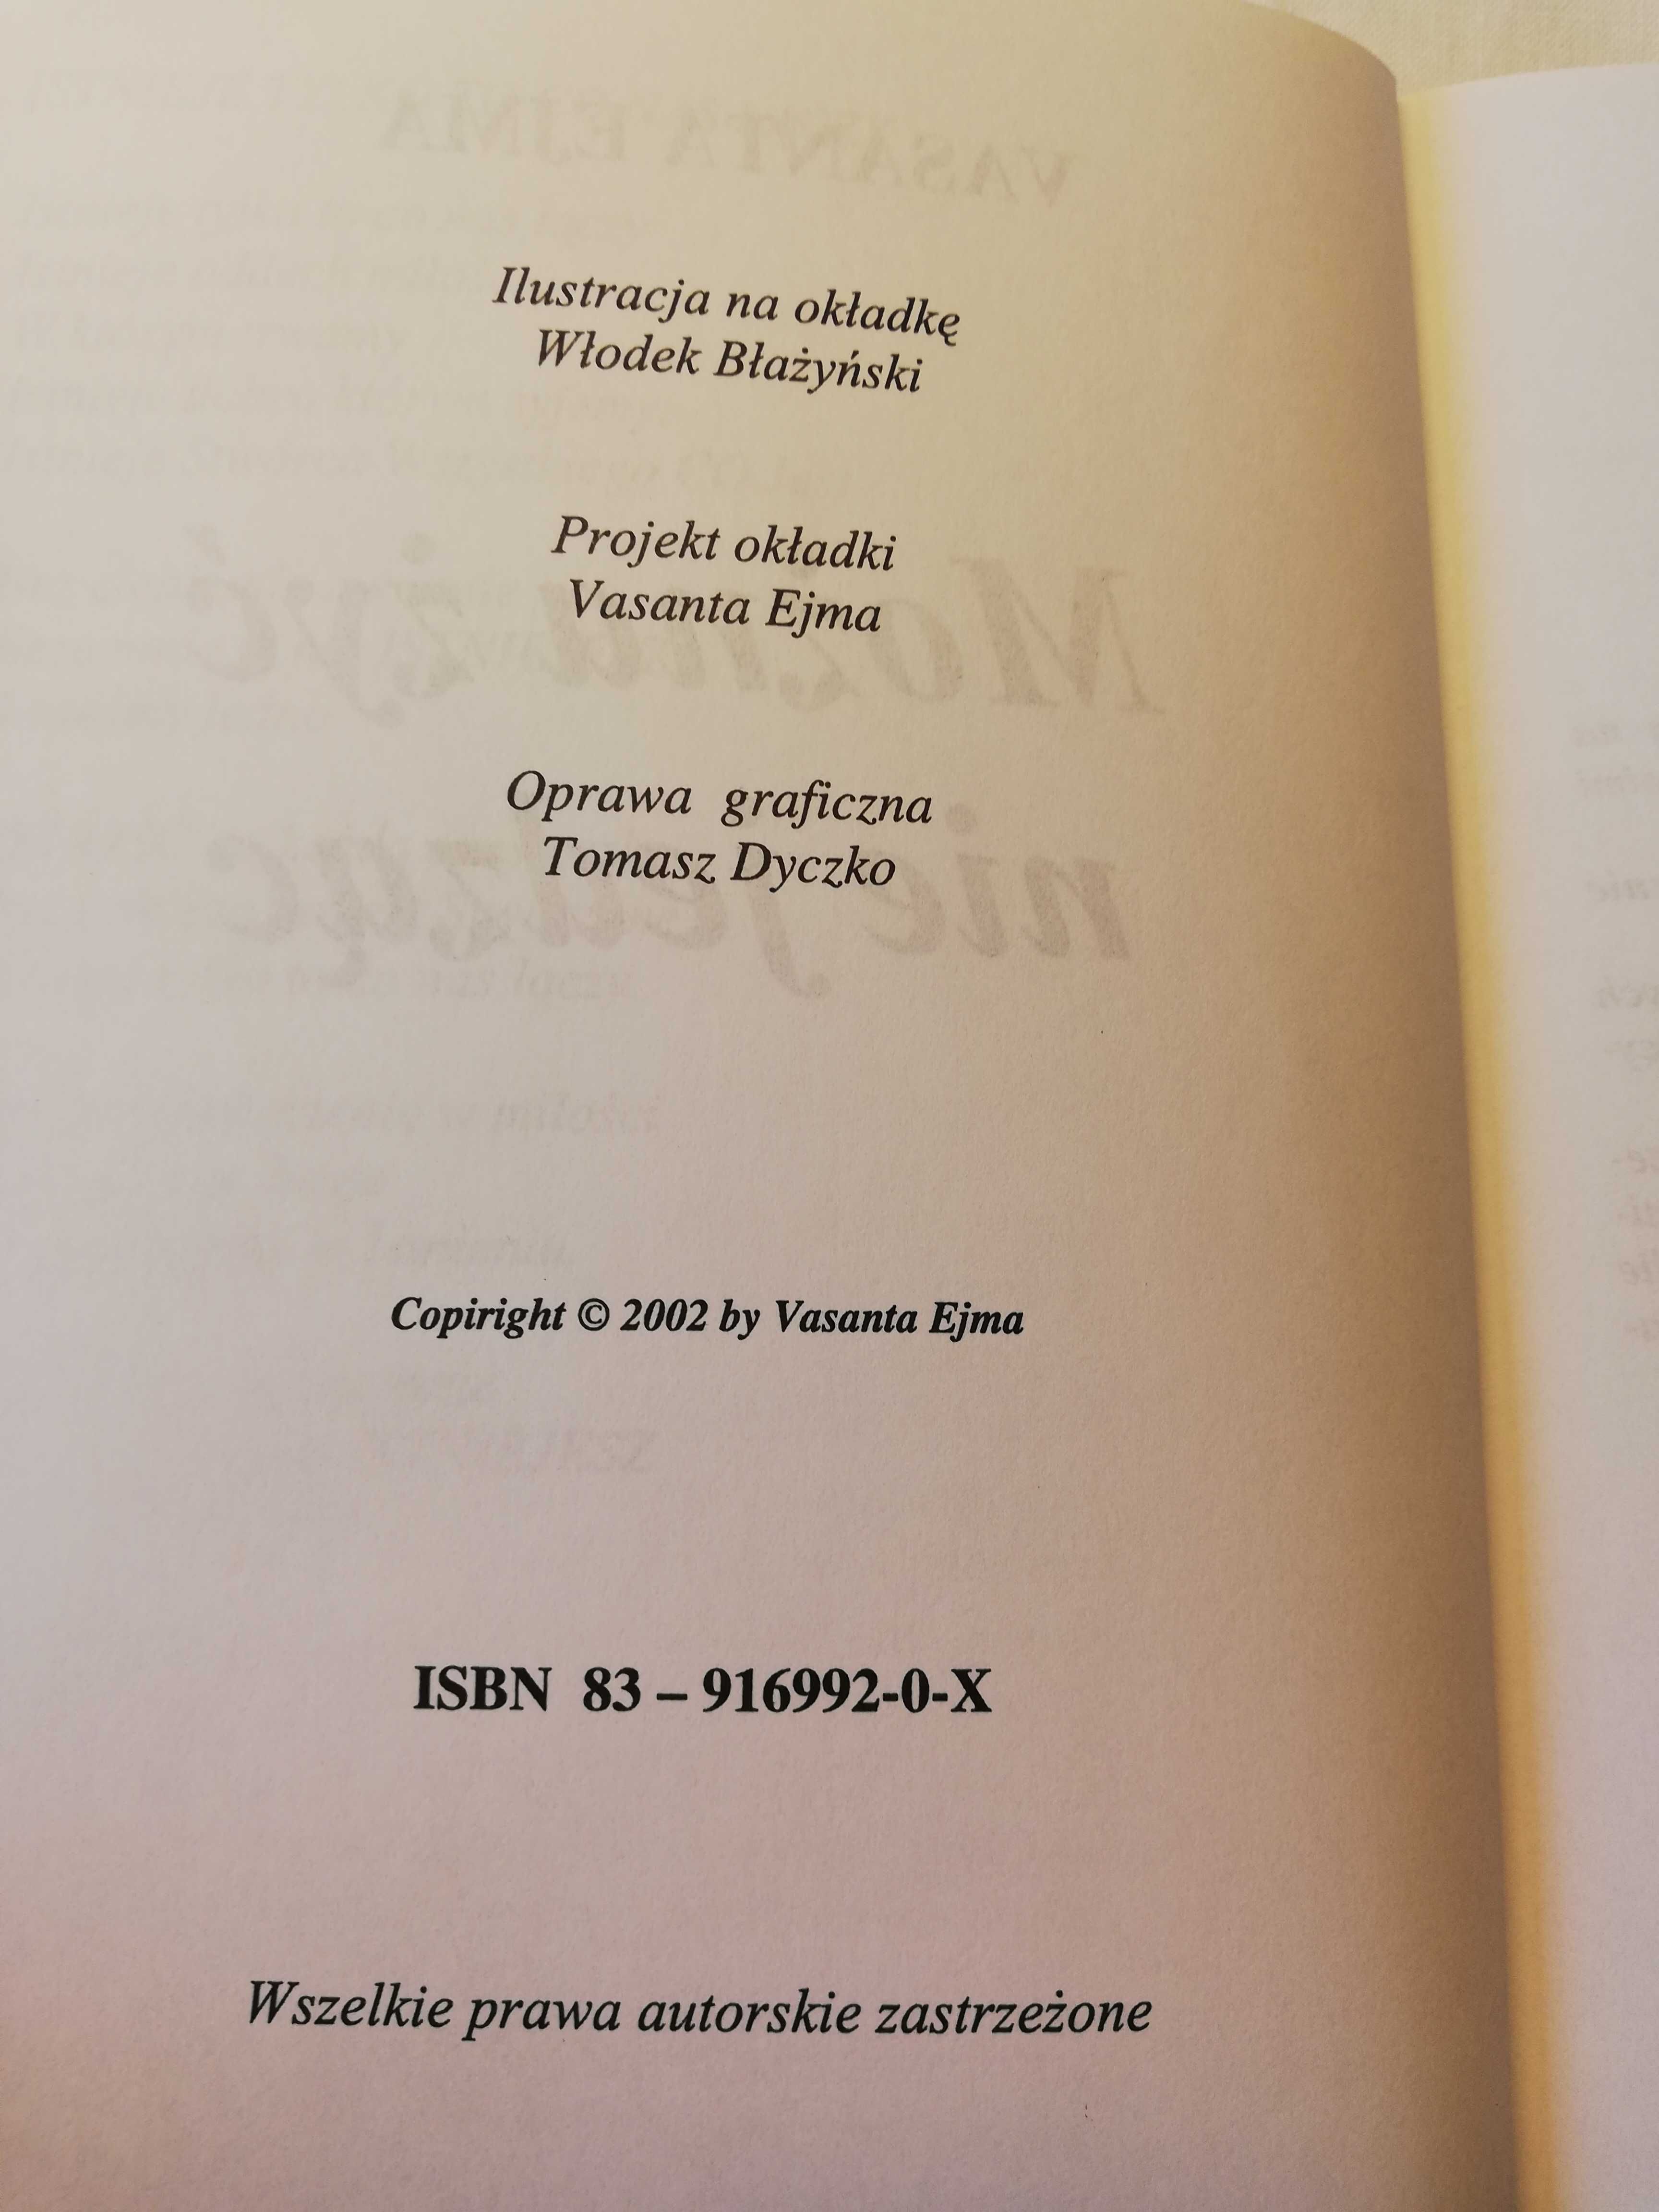 Ilustracja na okładkę
Włodek Błażyński
Projekt okładki
Vasanta Ejma
Oprawa graficzna
Tomasz Dyczko
Copiright © 2002 by Vasanta Ejma
ISBN 83 – 916992-0-X
Wszelkie prawa autorskie zastrzeżone